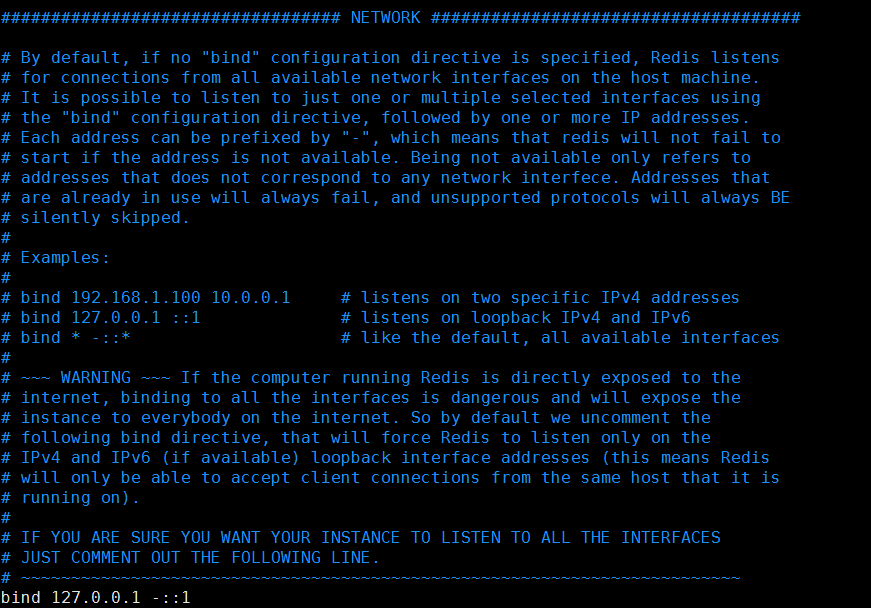 ################################## NETWORK #####################################

# By default, if no "bind" configuration directive is specified, Redis listens
# for connections from all available network interfaces on the host machine.
# It is possible to listen to just one or multiple selected interfaces using
# the "bind" configuration directive, followed by one or more IP addresses.
# Each address can be prefixed by "-", which means that redis will not fail to
# start if the address is not available. Being not available only refers to
# addresses that does not correspond to any network interfece. Addresses that
# are already in use will always fail, and unsupported protocols will always BE
# silently skipped.
#
# Examples:
#
# bind 192.168.1.100 10.0.0.1     # listens on two specific IPv4 addresses
# bind 127.0.0.1 ::1              # listens on loopback IPv4 and IPv6
# bind * -::*                     # like the default, all available interfaces
#
# ~~~ WARNING ~~~ If the computer running Redis is directly exposed to the
# internet, binding to all the interfaces is dangerous and will expose the
# instance to everybody on the internet. So by default we uncomment the
# following bind directive, that will force Redis to listen only on the
# IPv4 and IPv6 (if available) loopback interface addresses (this means Redis
# will only be able to accept client connections from the same host that it is
# running on).
#
# IF YOU ARE SURE YOU WANT YOUR INSTANCE TO LISTEN TO ALL THE INTERFACES
# JUST COMMENT OUT THE FOLLOWING LINE.
# ~~~~~~~~~~~~~~~~~~~~~~~~~~~~~~~~~~~~~~~~~~~~~~~~~~~~~~~~~~~~~~~~~~~~~~~~
bind 127.0.0.1 -::1